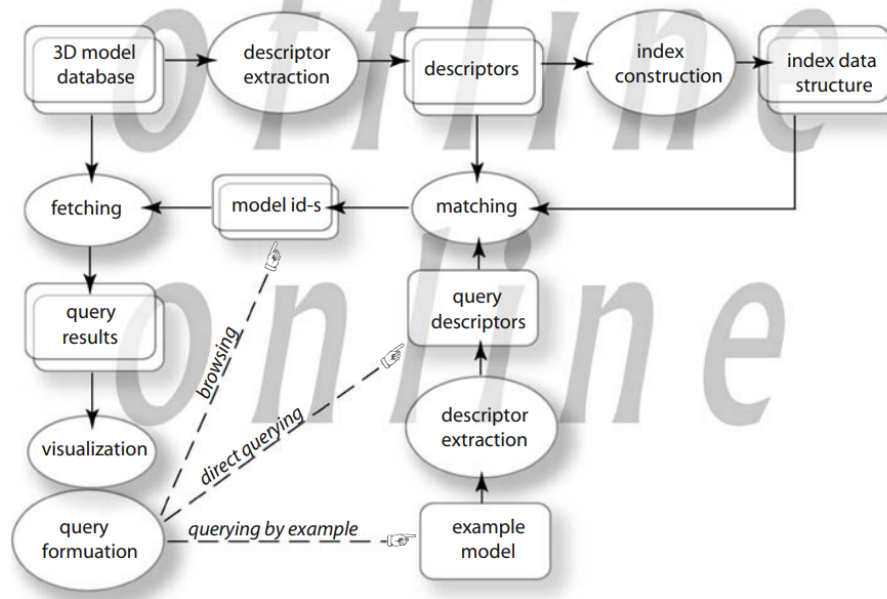 offline
3D model
database
descriptor
extraction
descriptors
index
construction
index data
structure
fetching
model id-s
matching
online
query
results
query
descriptors
browsing
direct querying
descriptor
extraction
visualization
query
formuation
querying by example
example
model